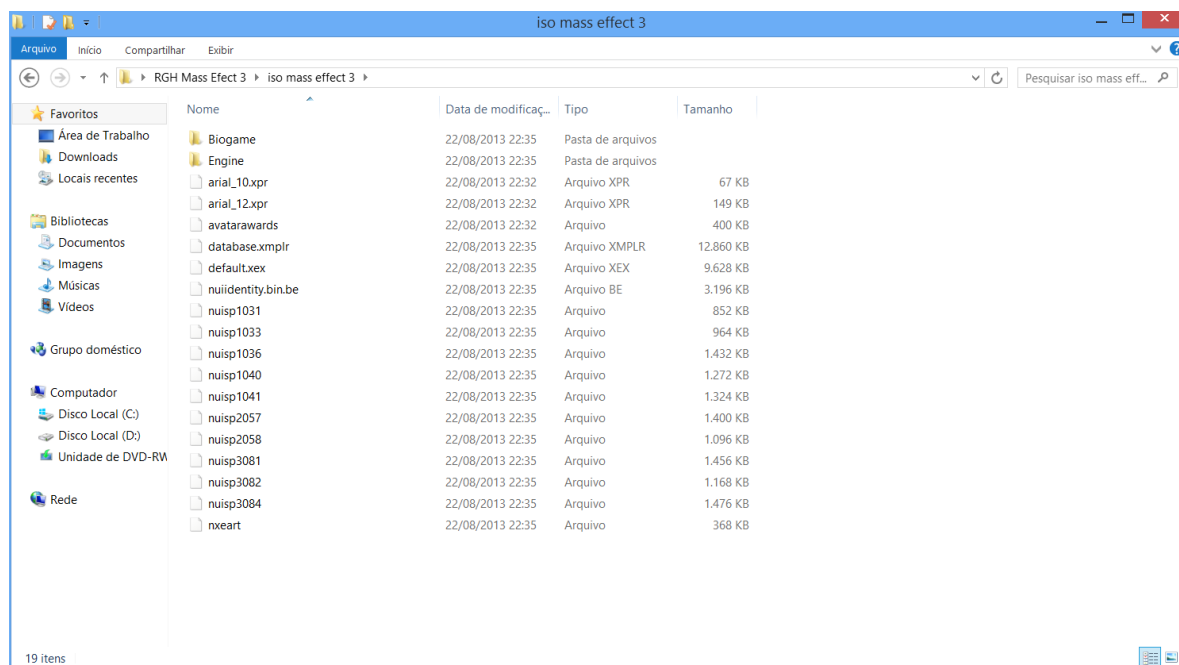 iso mass effect 3
Arquivo Início Compartilhar Exibir
RGH Mass Efect 3 iso mass effect 3 Pesquisar iso mass eff...
Favoritos
Área de Trabalho
Downloads
Locais recentes
Bibliotecas
Documentos
Imagens
Músicas
Vídeos
Grupo doméstico
Computador
Disco Local (C:)
Disco Local (D:)
Unidade de DVD-RW
Rede
Nome Data de modificaç... Tipo Tamanho
Biogame 22/08/2013 22:35 Pasta de arquivos
Engine 22/08/2013 22:35 Pasta de arquivos
arial_10.xpr 22/08/2013 22:32 Arquivo XPR 67 KB
arial_12.xpr 22/08/2013 22:32 Arquivo XPR 149 KB
avatarawards 22/08/2013 22:32 Arquivo 400 KB
database.xmplr 22/08/2013 22:35 Arquivo XMPLR 12.860 KB
default.xex 22/08/2013 22:35 Arquivo XEX 9.628 KB
nuiidentity.bin.be 22/08/2013 22:35 Arquivo BE 3.196 KB
nuisp1031 22/08/2013 22:35 Arquivo 852 KB
nuisp1033 22/08/2013 22:35 Arquivo 964 KB
nuisp1036 22/08/2013 22:35 Arquivo 1.432 KB
nuisp1040 22/08/2013 22:35 Arquivo 1.272 KB
nuisp1041 22/08/2013 22:35 Arquivo 1.324 KB
nuisp2057 22/08/2013 22:35 Arquivo 1.400 KB
nuisp2058 22/08/2013 22:35 Arquivo 1.096 KB
nuisp3081 22/08/2013 22:35 Arquivo 1.456 KB
nuisp3082 22/08/2013 22:35 Arquivo 1.168 KB
nuisp3084 22/08/2013 22:35 Arquivo 1.476 KB
nxeart 22/08/2013 22:35 Arquivo 368 KB
19 itens